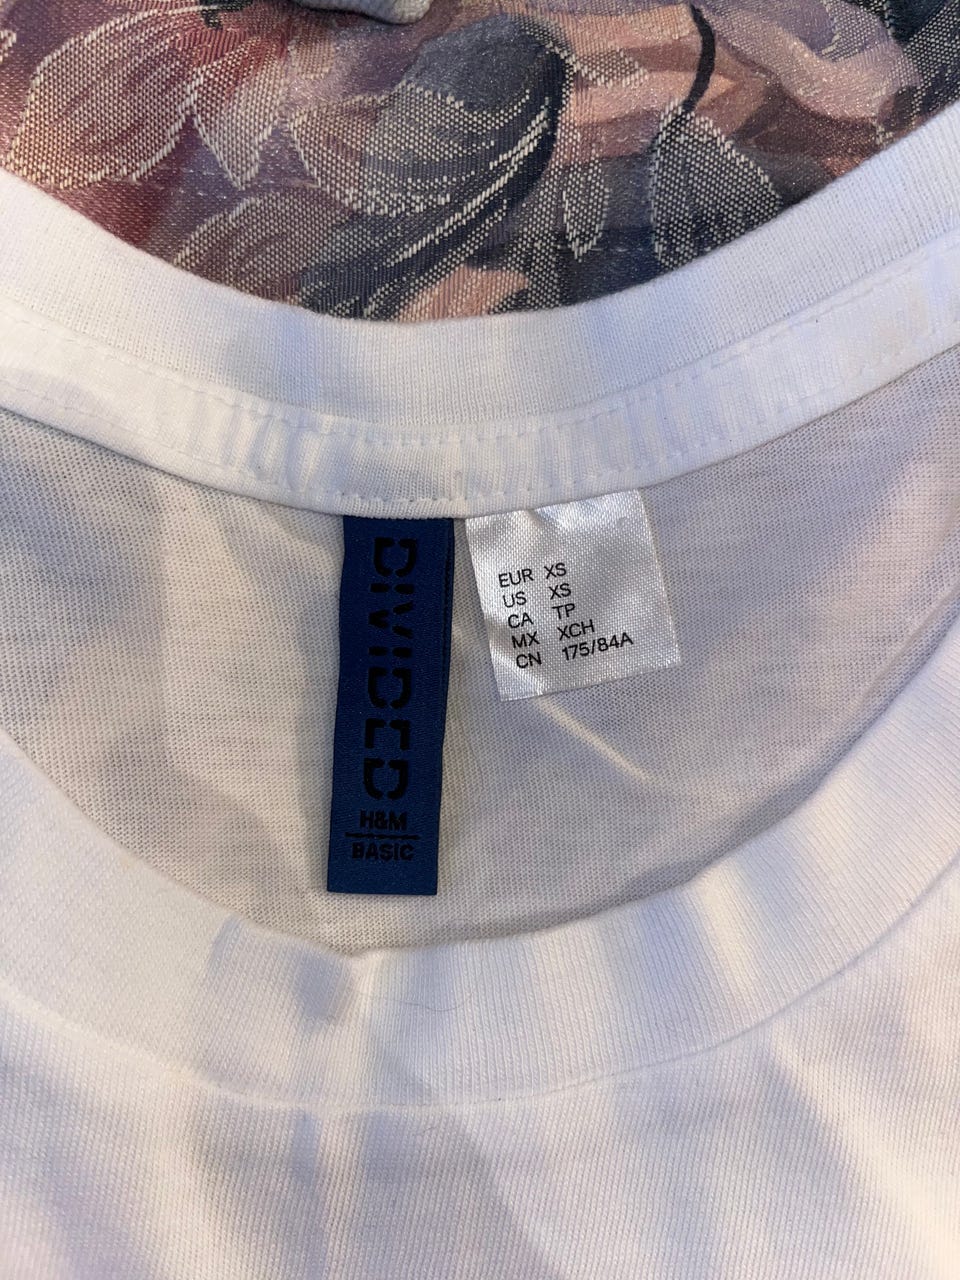 DIVIDED
H&M
BASIC
EUR XS
US XS
CA TP
MX XCH
CN 175/84A